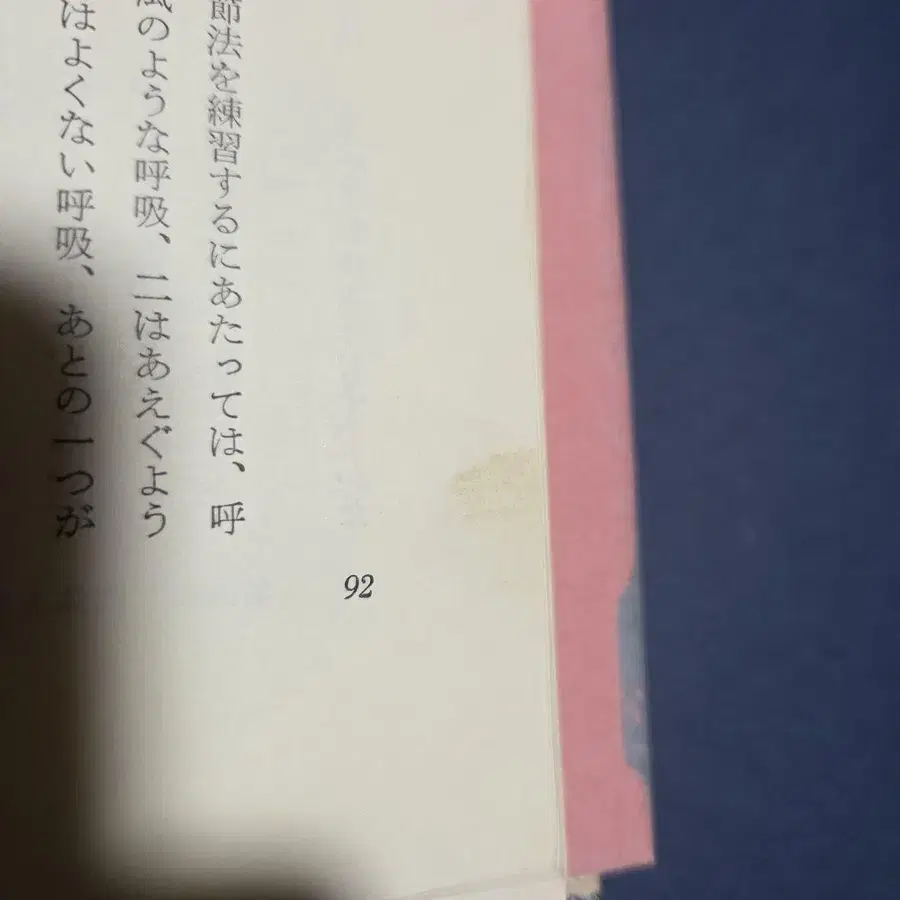 節法を練習するにあたっては、呼
風のような呼吸、二はあえぐよう
はよくない呼吸、あとの一つが
92